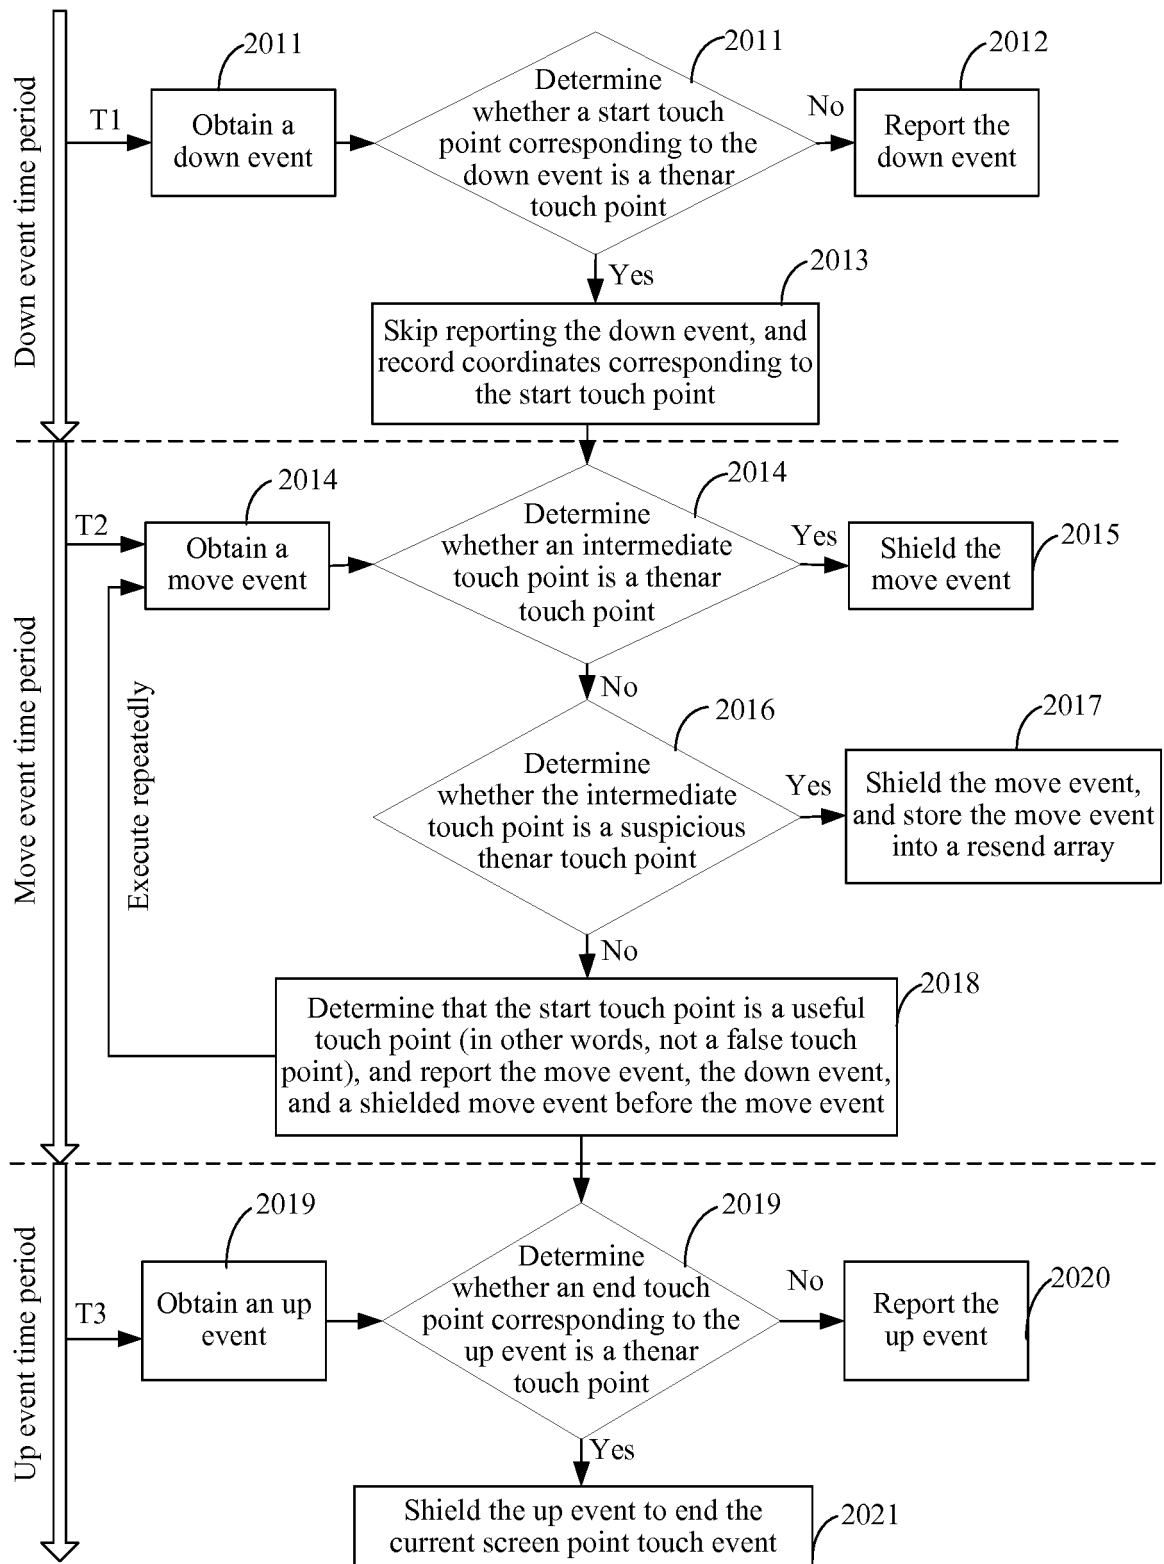 Down event time period
T1
2011
Obtain a
down event
2011
Determine
whether a start touch
point corresponding to the
down event is a thenar
touch point
No
2012
Report the
down event
Yes
2013
Skip reporting the down event, and
record coordinates corresponding to
the start touch point
Move event time period
T2
2014
Obtain a
move event
2014
Determine
whether an intermediate
touch point is a thenar
touch point
Yes
2015
Shield the
move event
No
Execute repeatedly
2016
Determine
whether the intermediate
touch point is a suspicious
thenar touch point
Yes
2017
Shield the move event,
and store the move event
into a resend array
No
2018
Determine that the start touch point is a useful
touch point (in other words, not a false touch
point), and report the move event, the down event,
and a shielded move event before the move event
Up event time period
T3
2019
Obtain an up
event
2019
Determine
whether an end touch
point corresponding to the
up event is a thenar
touch point
No
2020
Report the
up event
Yes
Shield the up event to end the
current screen point touch event
2021